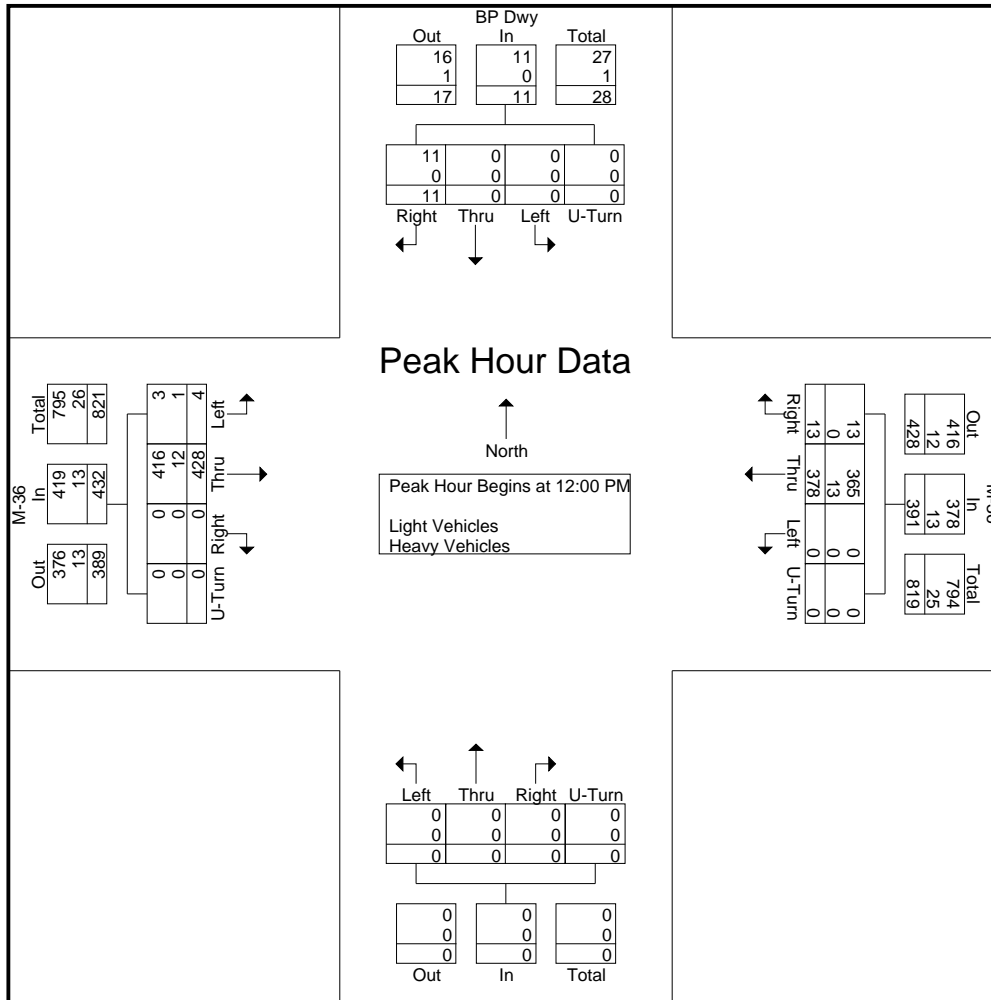 BP Dwy
Out In Total
16 11 27
1 0 1
17 11 28
11 0 0 0
0 0 0 0
11 0 0 0
Right Thru Left U-Turn
Peak Hour Data
North
Peak Hour Begins at 12:00 PM
Light Vehicles
Heavy Vehicles
M-36
Out In Total
376 419 795
13 13 26
389 432 821
3 416 0 0
1 12 0 0
4 428 0 0
Left Thru Right U-Turn
Right Thru Left U-Turn
13 365 0 0
0 13 0 0
13 378 0 0
Out In Total
416 378 794
12 13 25
428 391 819
Left Thru Right U-Turn
0 0 0 0
0 0 0 0
0 0 0 0
0 0 0
0 0 0
0 0 0
Out In Total